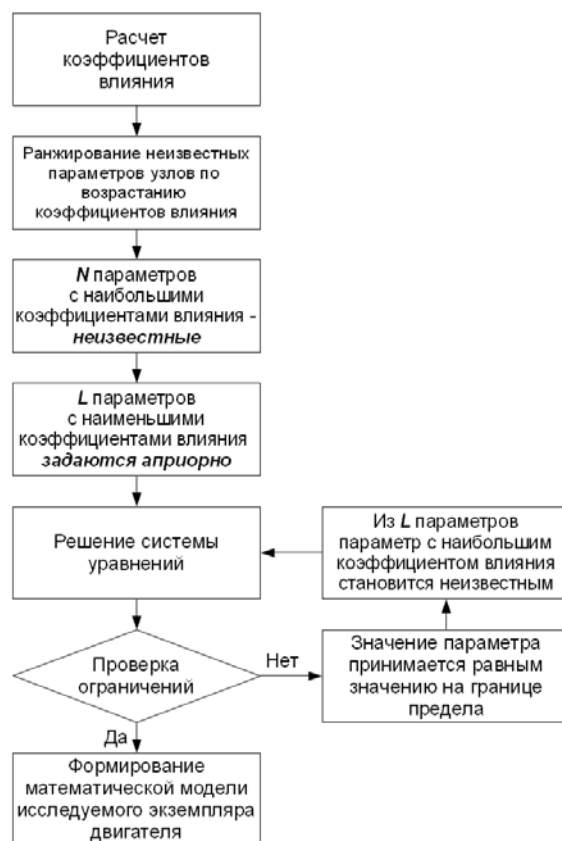 Расчет
коэффициентов
влияния
Ранжирование неизвестных
параметров узлов по
возрастанию
коэффициентов влияния
N параметров
с наибольшими
коэффициентами влияния -
неизвестные
L параметров
с наименьшими
коэффициентами влияния
задаются априорно
Решение системы
уравнений
Из L параметров
параметр с наибольшим
коэффициентом влияния
становится неизвестным
Проверка
ограничений
Нет
Значение параметра
принимается равным
значению на границе
предела
Да
Формирование
математической модели
исследуемого экземпляра
двигателя